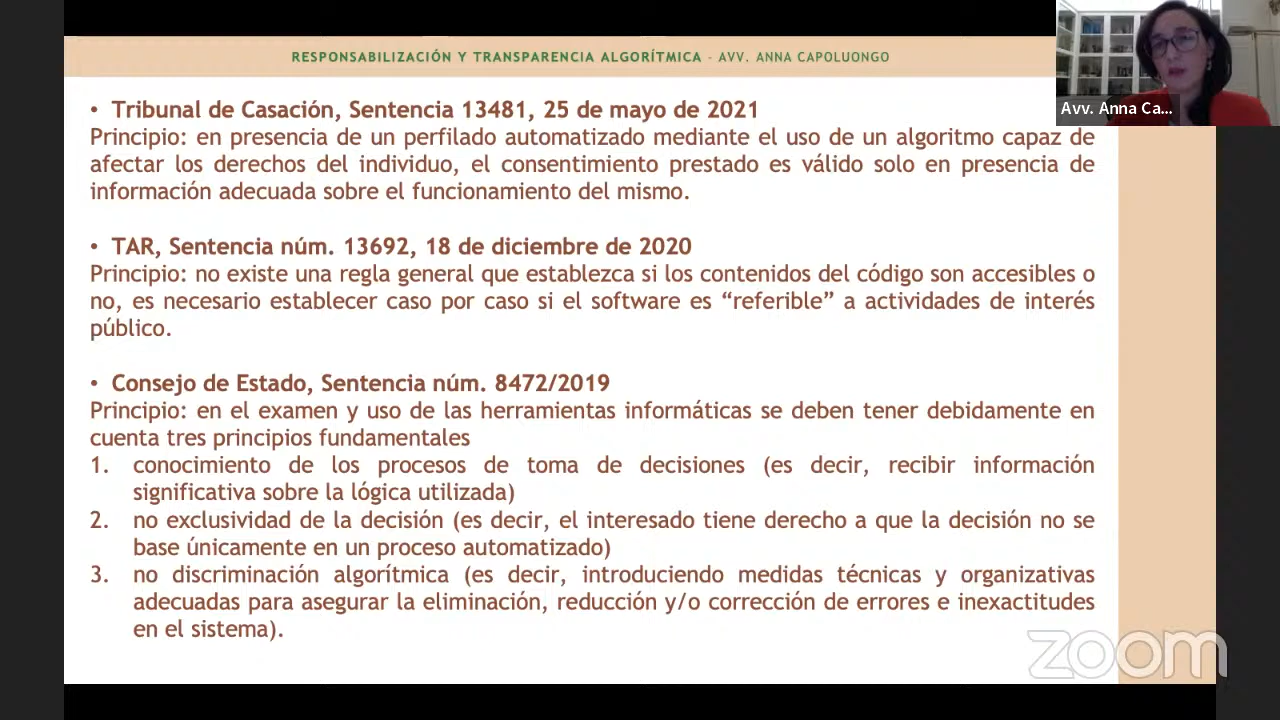 RESPONSABILIZACIÓN Y TRANSPARENCIA ALGORÍTMICA - AVV. ANNA CAPOLUONGO
Avv. Anna Ca...
• Tribunal de Casación, Sentencia 13481, 25 de mayo de 2021
Principio: en presencia de un perfilado automatizado mediante el uso de un algoritmo capaz de
afectar los derechos del individuo, el consentimiento prestado es válido solo en presencia de
información adecuada sobre el funcionamiento del mismo.
• TAR, Sentencia núm. 13692, 18 de diciembre de 2020
Principio: no existe una regla general que establezca si los contenidos del código son accesibles o
no, es necesario establecer caso por caso si el software es “referible” a actividades de interés
público.
• Consejo de Estado, Sentencia núm. 8472/2019
Principio: en el examen y uso de las herramientas informáticas se deben tener debidamente en
cuenta tres principios fundamentales
1. conocimiento de los procesos de toma de decisiones (es decir, recibir información
significativa sobre la lógica utilizada)
2. no exclusividad de la decisión (es decir, el interesado tiene derecho a que la decisión no se
base únicamente en un proceso automatizado)
3. no discriminación algorítmica (es decir, introduciendo medidas técnicas y organizativas
adecuadas para asegurar la eliminación, reducción y/o corrección de errores e inexactitudes
en el sistema).
zoom